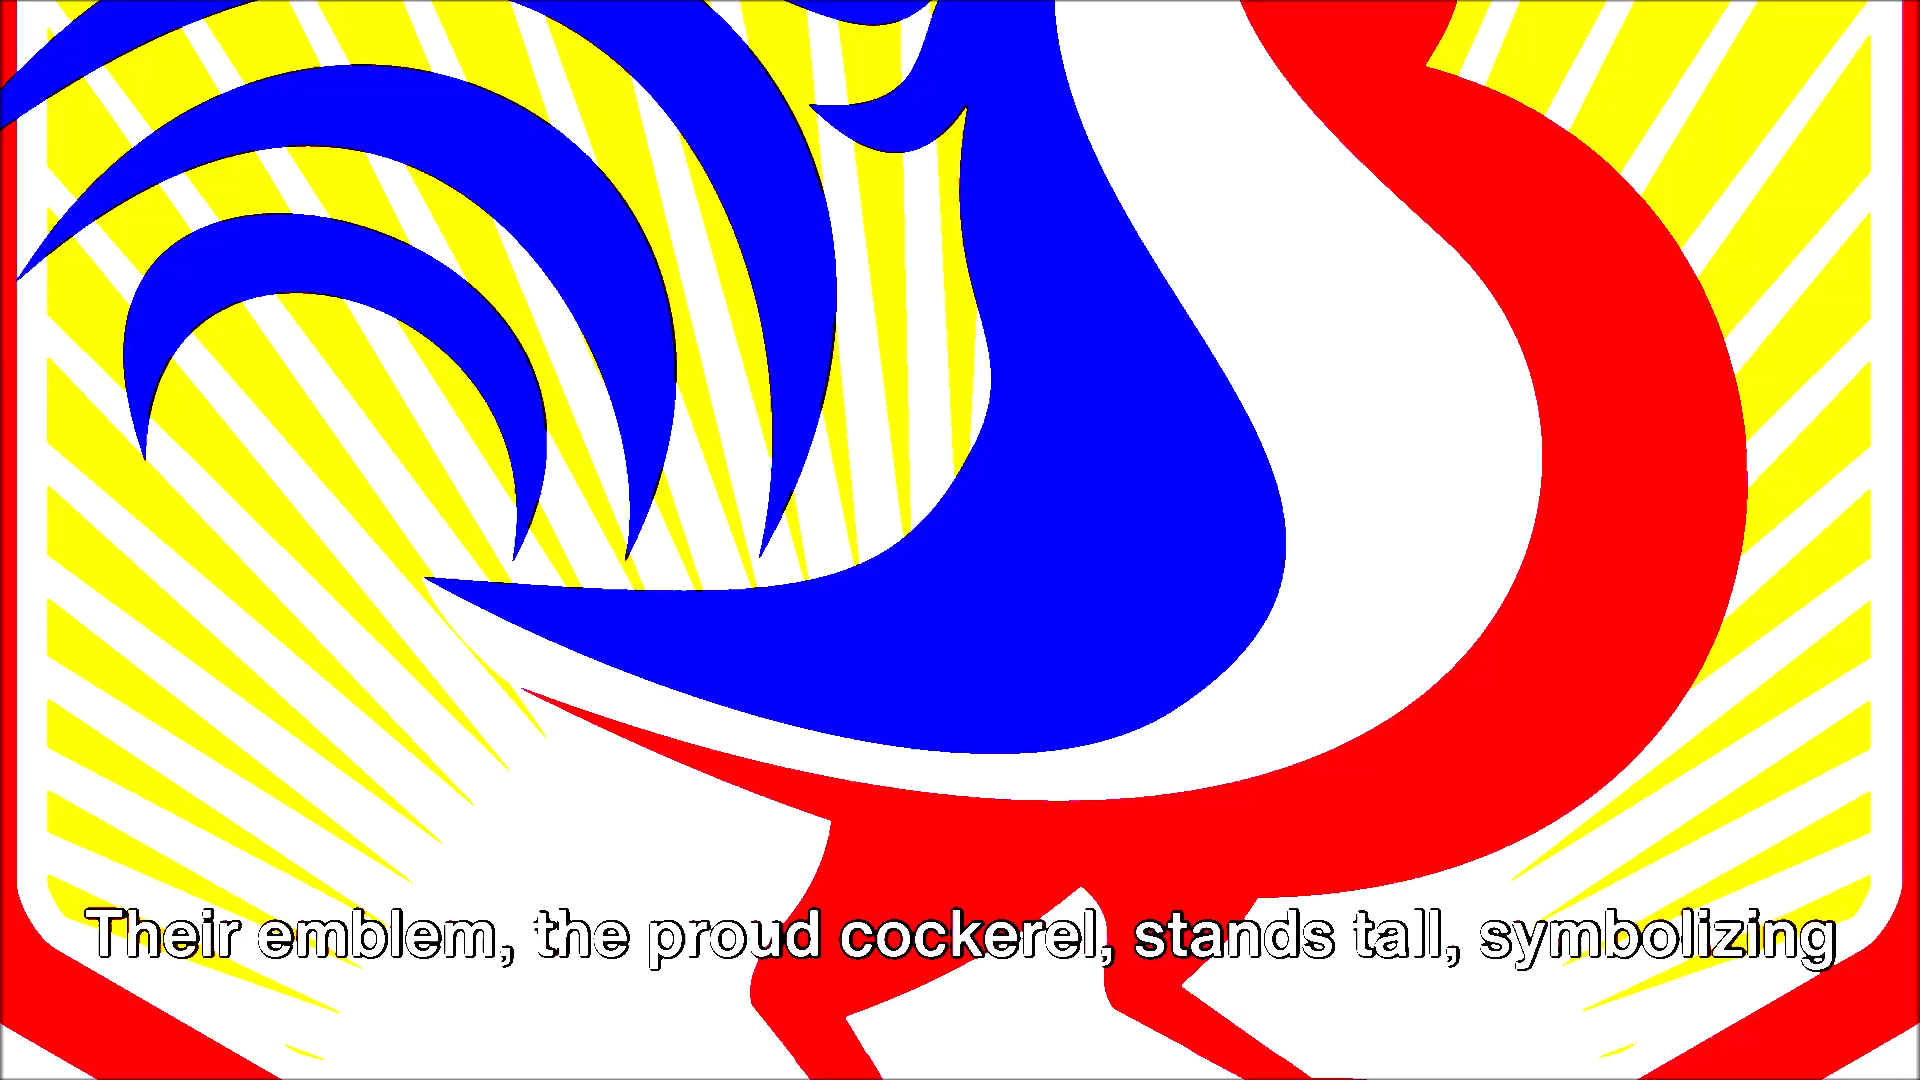 Their emblem, the proud cockerel, stands tall, symbolizing